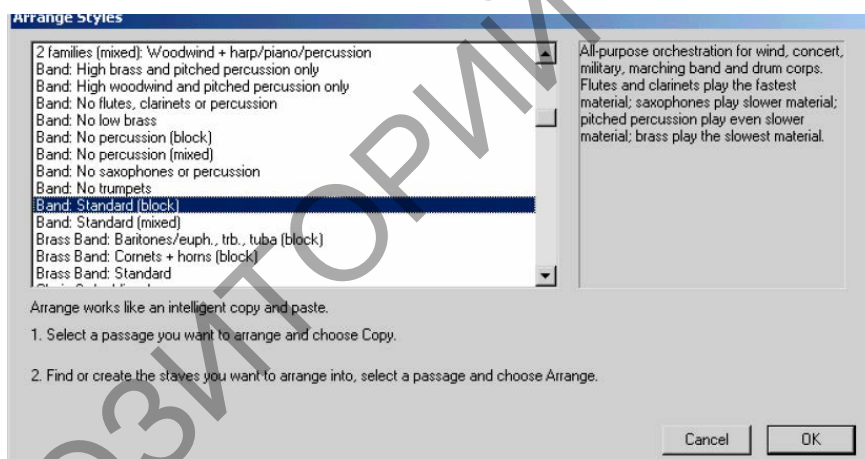 Arrange Styles
2 families (mixed): Woodwind + harp/piano/percussion
Band: High brass and pitched percussion only
Band: High woodwind and pitched percussion only
Band: No flutes, clarinets or percussion
Band: No low brass
Band: No percussion (block)
Band: No percussion (mixed)
Band: No saxophones or percussion
Band: No trumpets
Band: Standard (block)
Band: Standard (mixed)
Brass Band: Baritones/euph., trb., tuba (block)
Brass Band: Cornets + horns (block)
Brass Band: Standard
All-purpose orchestration for wind, concert,
military, marching band and drum corps.
Flutes and clarinets play the fastest
material; saxophones play slower material;
pitched percussion play even slower
material; brass play the slowest material.
Arrange works like an intelligent copy and paste.
1. Select a passage you want to arrange and choose Copy.
2. Find or create the staves you want to arrange into, select a passage and choose Arrange.
Cancel
OK
ОЗИТОРИЙ